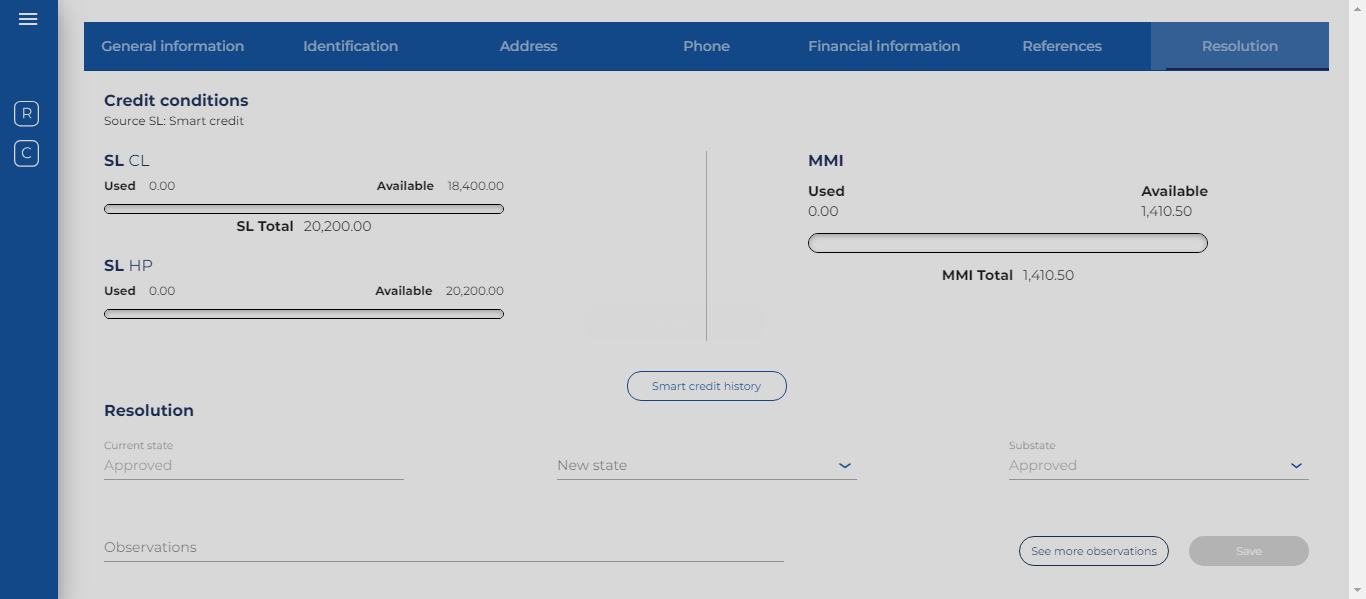 General information Identification Address Phone Financial information References Resolution
R
C
Credit conditions
Source SL: Smart credit
SL CL
Used 0.00 Available 18,400.00
SL Total 20,200.00
SL HP
Used 0.00 Available 20,200.00
MMI
Used Available
0.00 1,410.50
MMI Total 1,410.50
Smart credit history
Resolution
Current state Substate
Approved New state Approved
Observations See more observations Save